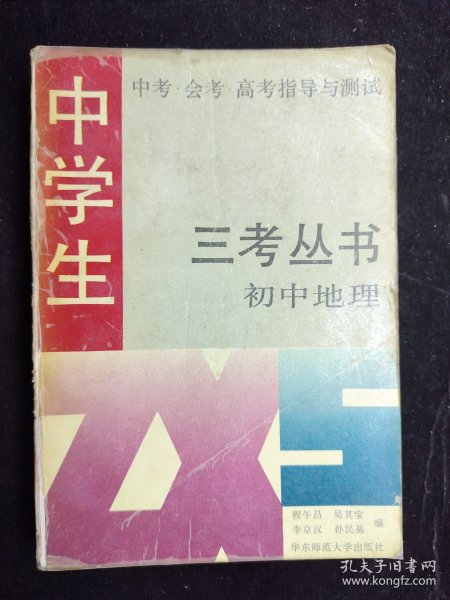 中学生
中考·会考·高考指导与测试
三考丛书
初中地理
ZXS
程午昌 吴其宝
李京汉 孙民基 编
华东师范大学出版社
孔夫子旧书网
www.kongfz.com